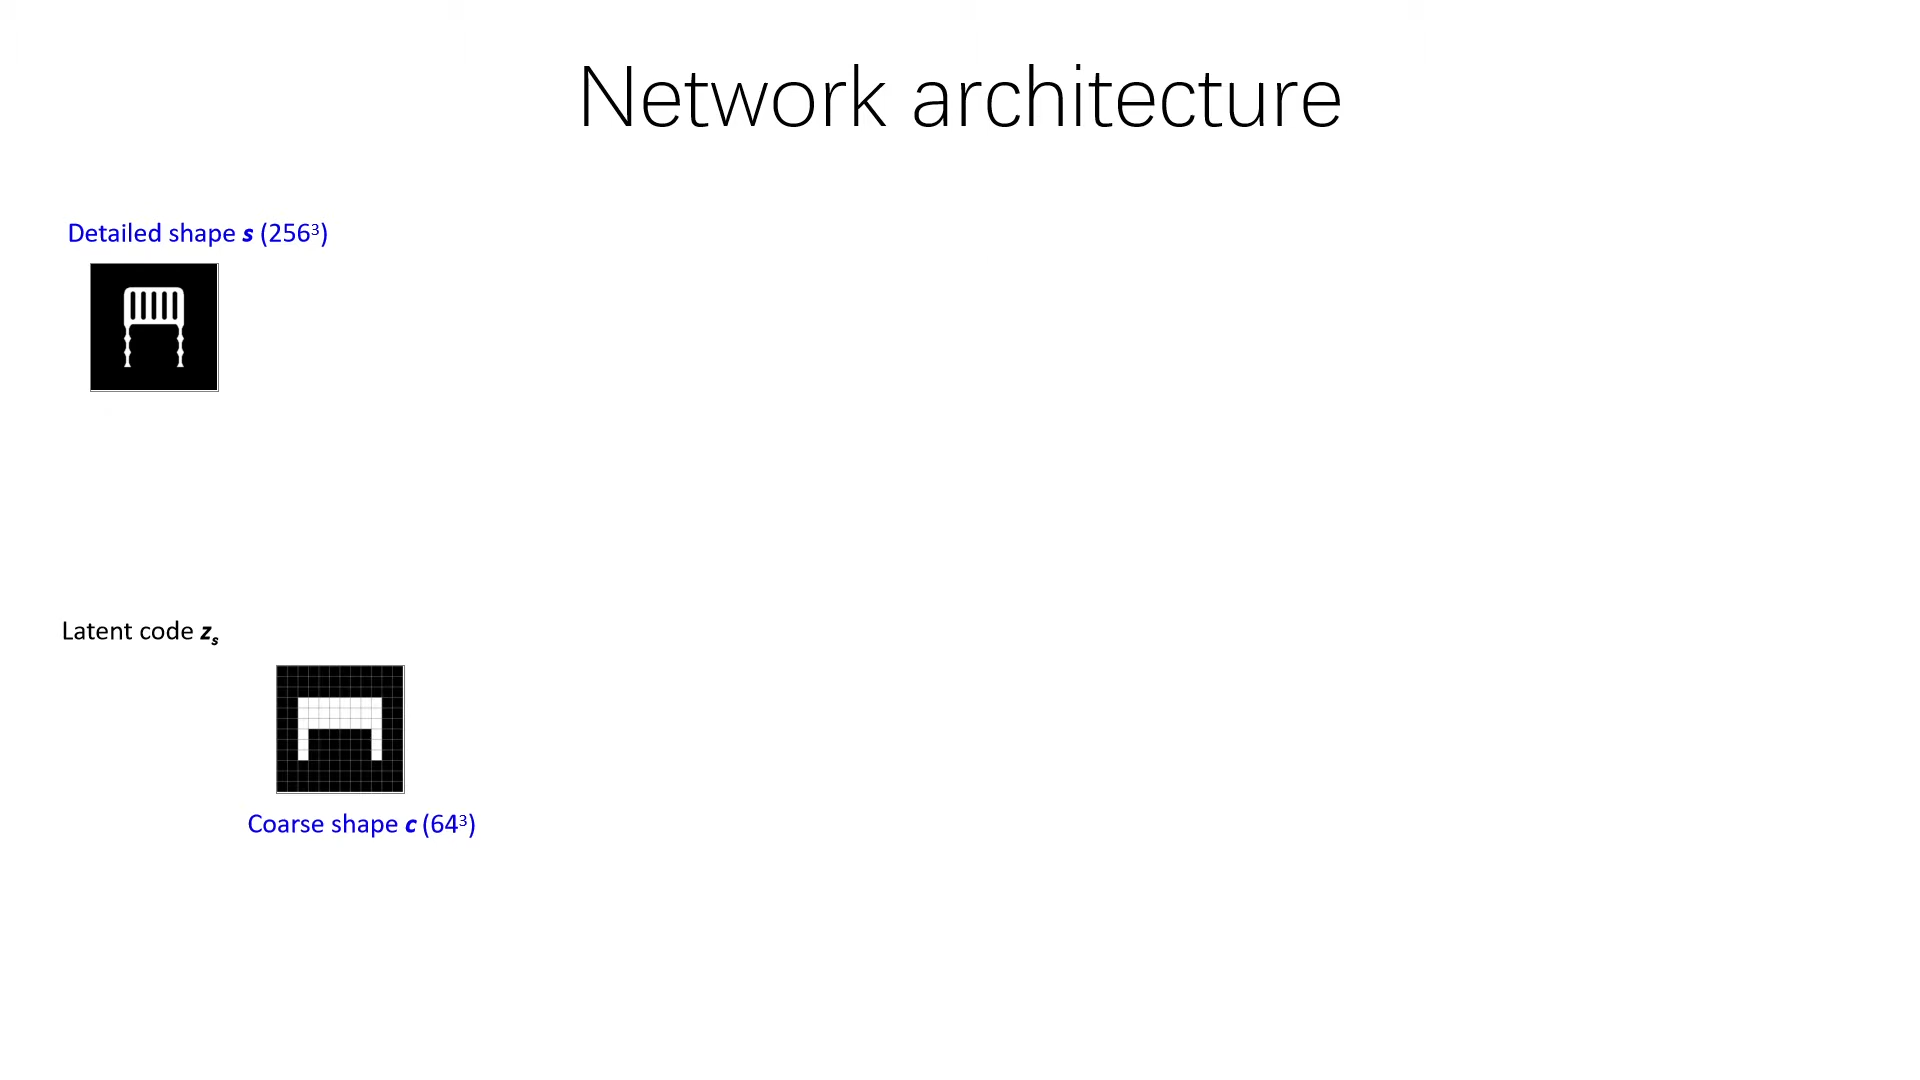 Network architecture
Detailed shape s (256³)
Latent code zₛ
Coarse shape c (64³)